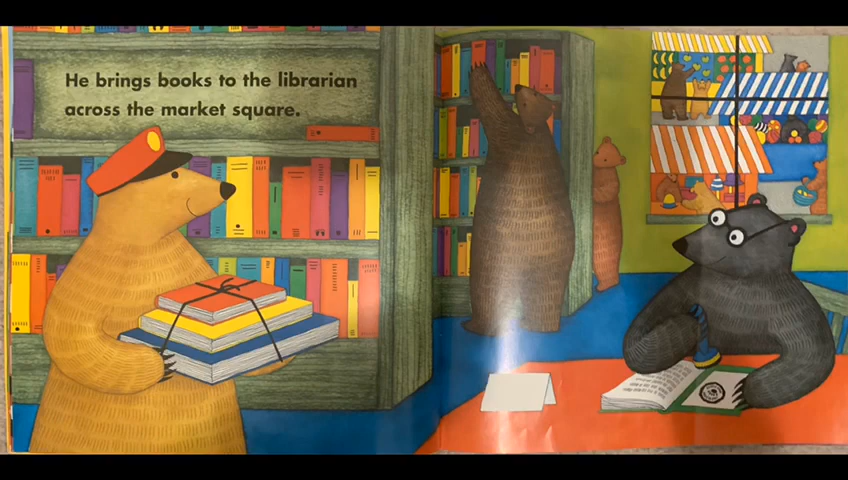 He brings books to the librarian
across the market square.